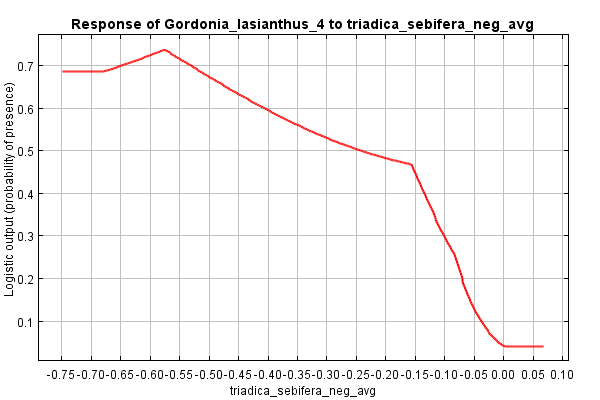 Response of Gordonia_lasianthus_4 to triadica_sebifera_neg_avg
Logistic output (probability of presence)
0.7
0.6
0.5
0.4
0.3
0.2
0.1
-0.75 -0.70 -0.65 -0.60 -0.55 -0.50 -0.45 -0.40 -0.35 -0.30 -0.25 -0.20 -0.15 -0.10 -0.05 0.00 0.05 0.10
triadica_sebifera_neg_avg